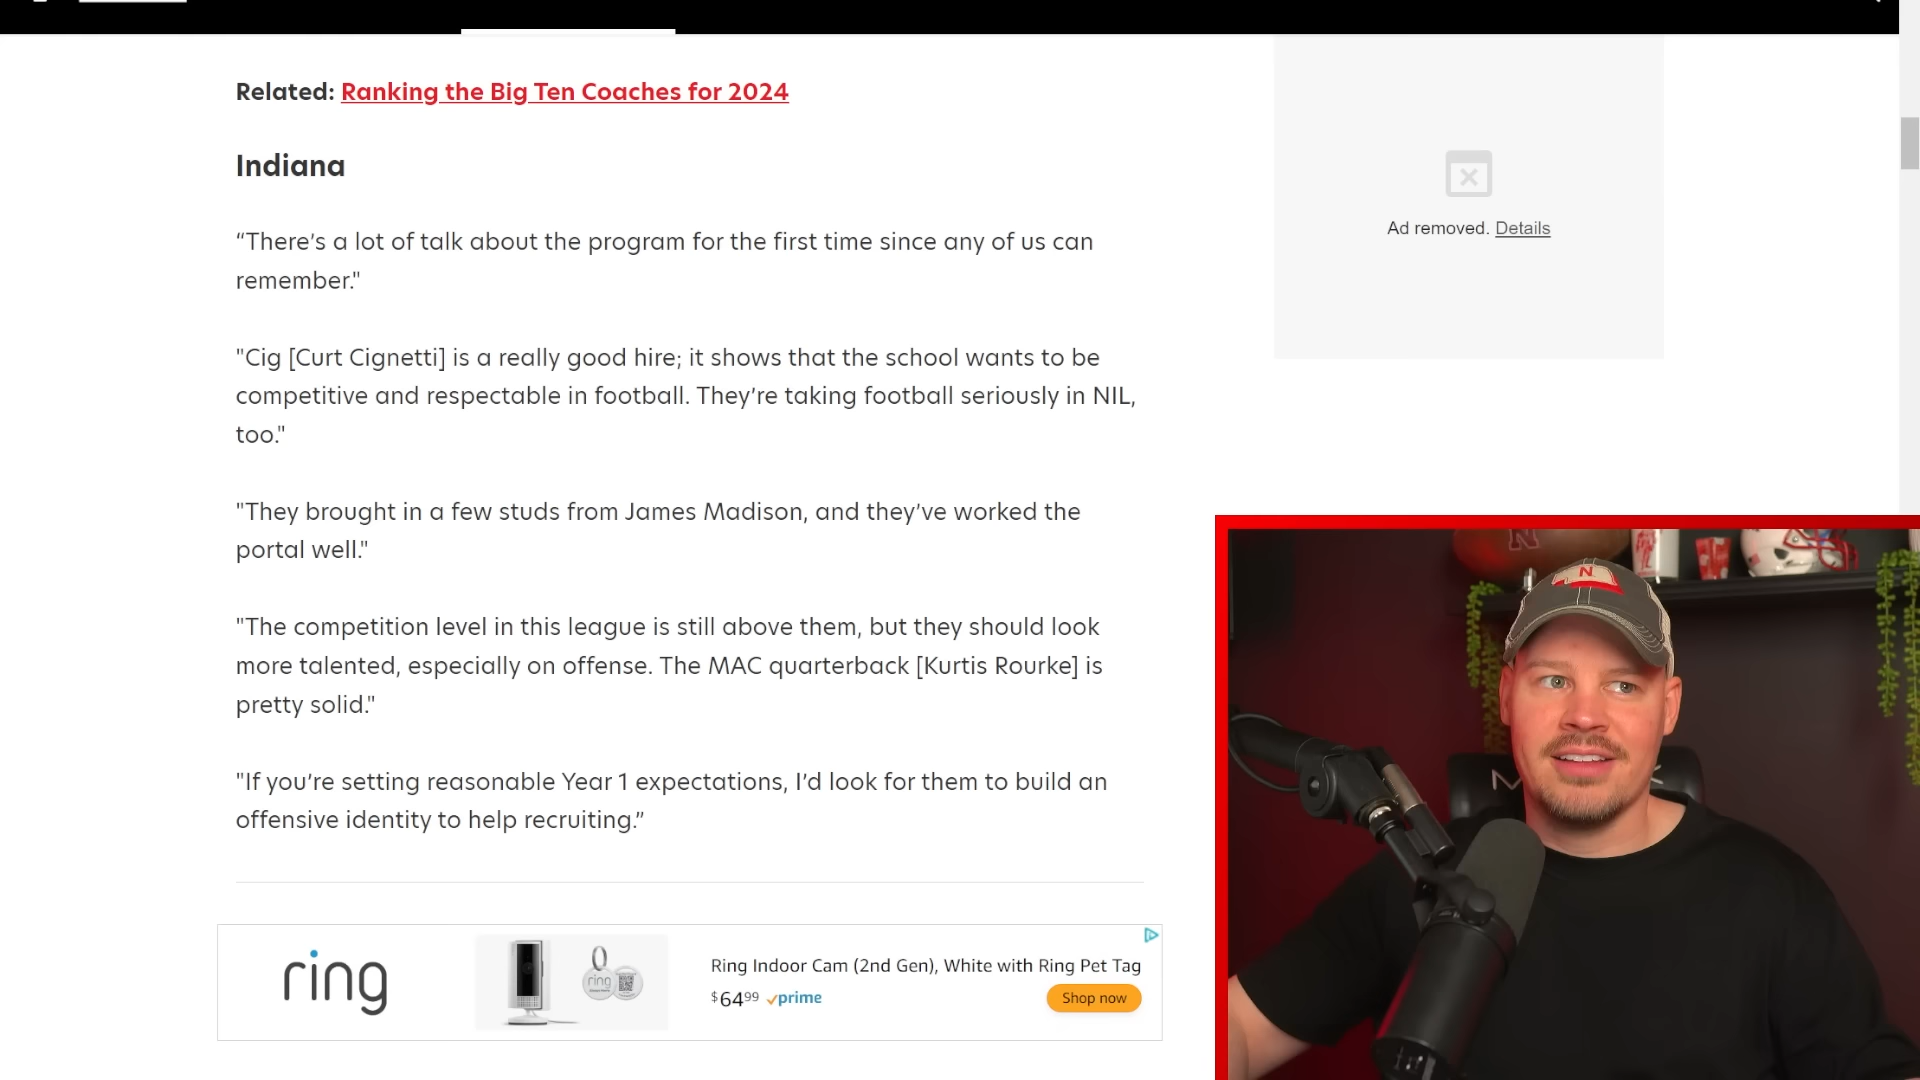 Related: Ranking the Big Ten Coaches for 2024
Indiana
“There’s a lot of talk about the program for the first time since any of us can
remember."
"Cig [Curt Cignetti] is a really good hire; it shows that the school wants to be
competitive and respectable in football. They’re taking football seriously in NIL,
too."
"They brought in a few studs from James Madison, and they’ve worked the
portal well."
"The competition level in this league is still above them, but they should look
more talented, especially on offense. The MAC quarterback [Kurtis Rourke] is
pretty solid."
"If you’re setting reasonable Year 1 expectations, I’d look for them to build an
offensive identity to help recruiting.”
Ad removed. Details
ring
ring
Ring Indoor Cam (2nd Gen), White with Ring Pet Tag
$6499 prime
Shop now
N
N